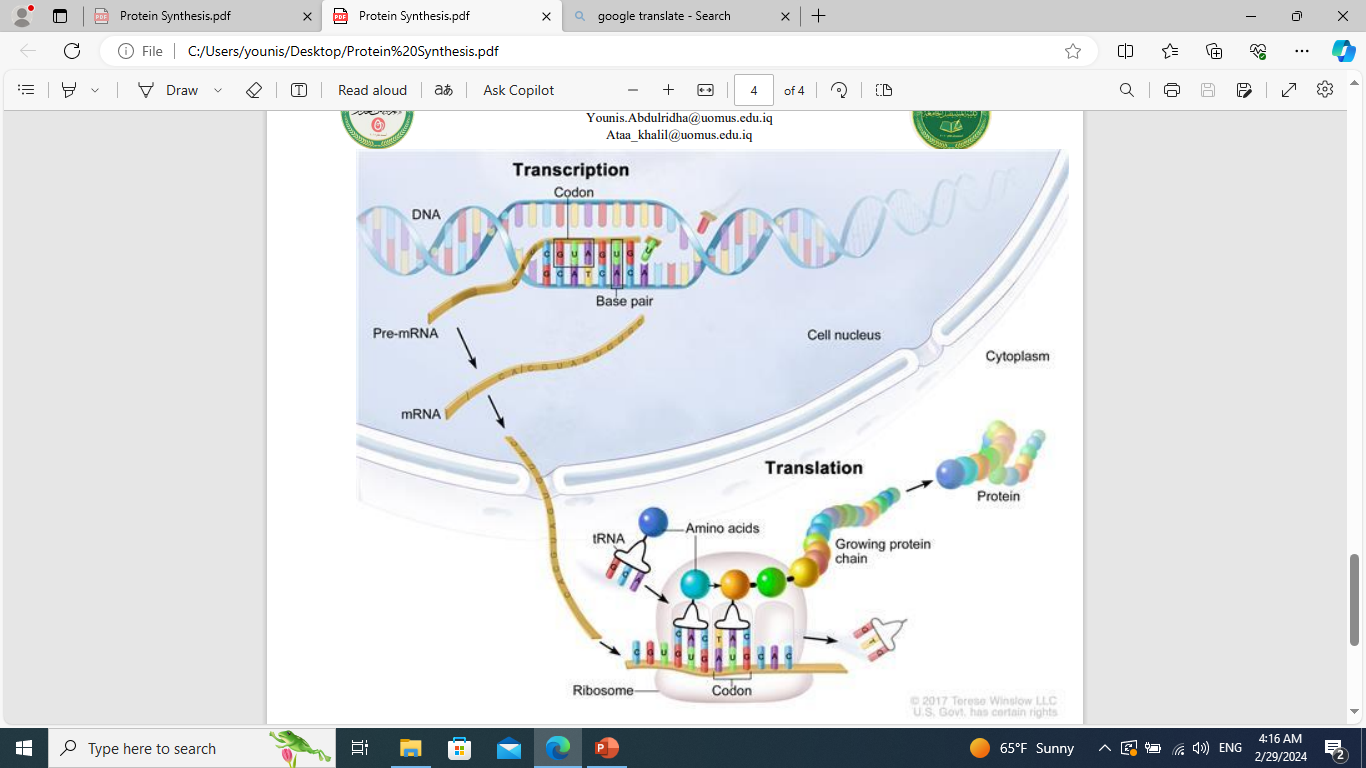 Protein Synthesis.pdf
Protein Synthesis.pdf
google translate - Search
File
C:/Users/younis/Desktop/Protein%20Synthesis.pdf
Draw
Read aloud
aあ
Ask Copilot
4
of 4
Younis.Abdulridha@uomus.edu.iq
Ataa_khalil@uomus.edu.iq
Transcription
Codon
DNA
C G U A G U G
U
G C A T C A C A
Base pair
Pre-mRNA
Cell nucleus
Cytoplasm
C A C G U A G U G U
mRNA
Translation
Protein
Amino acids
tRNA
Growing protein
chain
C A C T A C
C G U G U G A U G C A C
Ribosome
Codon
© 2017 Terese Winslow LLC
U.S. Govt. has certain rights
Type here to search
65°F Sunny
ENG
4:16 AM
2/29/2024
2